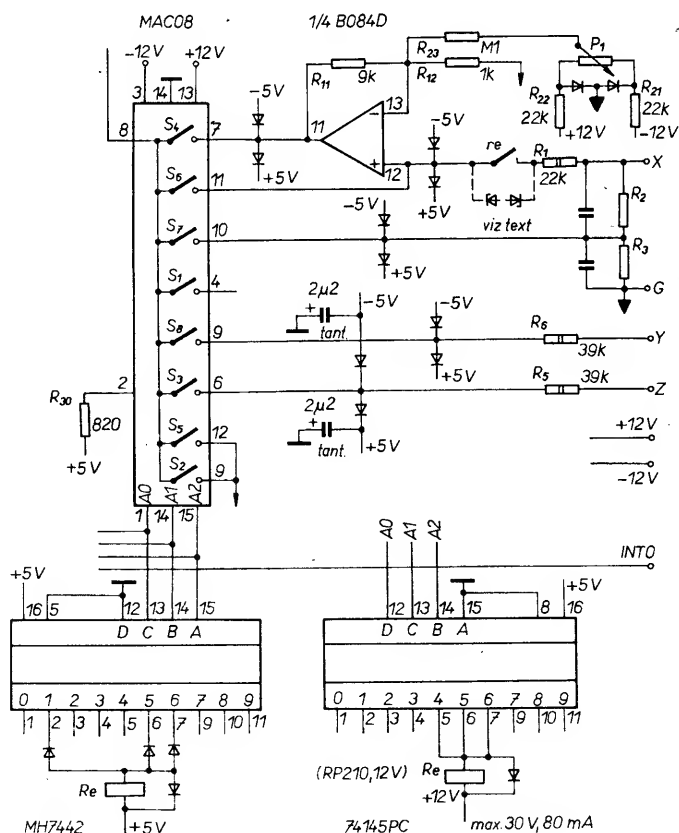 MAC08
1/4 B084D
-12V
+12V
3
14
13
8
S4
7
-5V
+5V
R11
9k
11
13
12
R23
M1
R12
1k
P1
R22
22k
+12V
R21
22k
-12V
-5V
+5V
re
R1
22k
X
viz text
R2
R3
G
S6
11
S7
10
-5V
+5V
S1
4
2µ2
+
tant.
-5V
S8
9
-5V
+5V
R6
39k
Y
S3
6
R5
39k
Z
2
R30
820
+5V
2µ2
+
tant.
+5V
S5
12
S2
9
+12V
-12V
A0
A1
A2
1
14
15
A0
A1
A2
INT0
+5V
16
5
12
13
14
15
D
C
B
A
0
1
2
3
4
5
6
7
8
9
1
2
3
4
5
6
7
9
10
11
Re
MH7442
+5V
12
13
14
15
8
16
+5V
D
C
B
A
0
1
2
3
4
5
6
7
8
9
1
2
3
4
5
6
7
9
10
11
(RP210,12V)
Re
+12V
74145PC
max. 30V, 80 mA